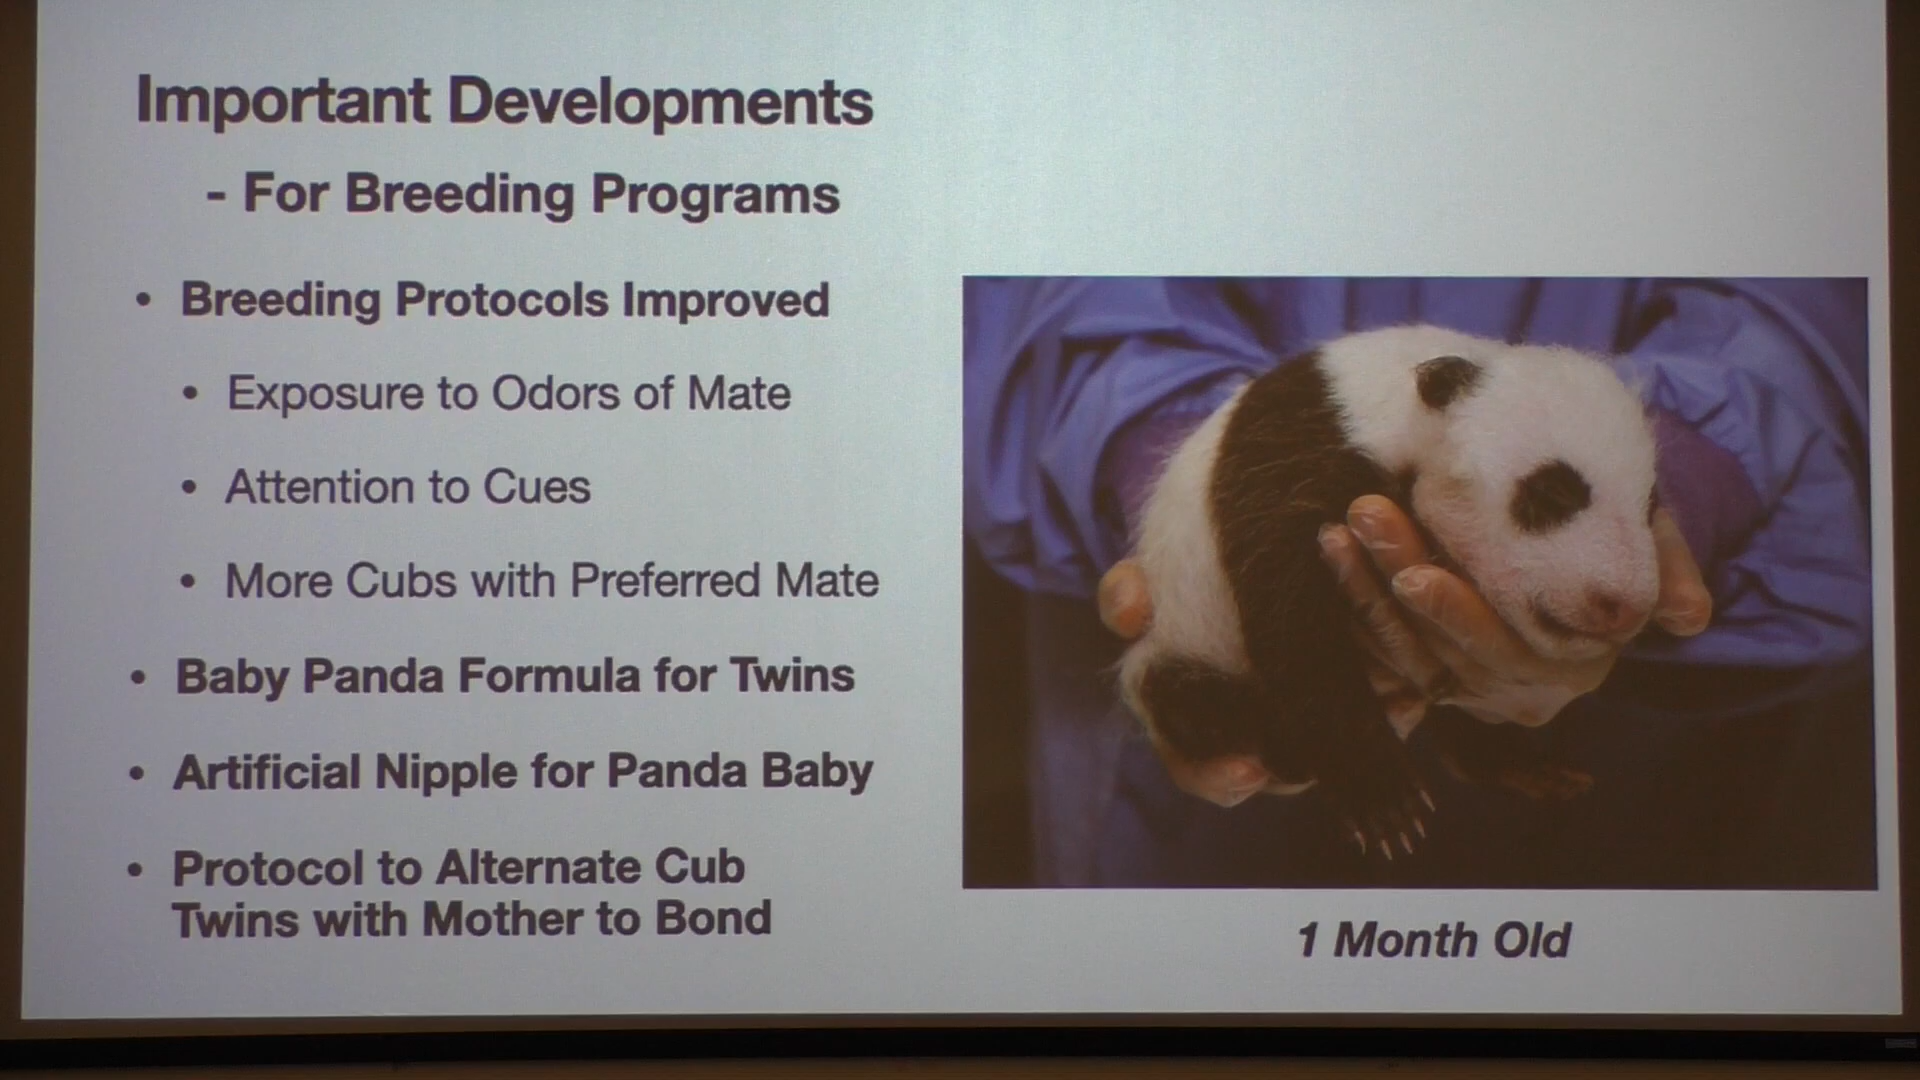 Important Developments
- For Breeding Programs
• Breeding Protocols Improved
• Exposure to Odors of Mate
• Attention to Cues
• More Cubs with Preferred Mate
• Baby Panda Formula for Twins
• Artificial Nipple for Panda Baby
• Protocol to Alternate Cub
Twins with Mother to Bond
1 Month Old